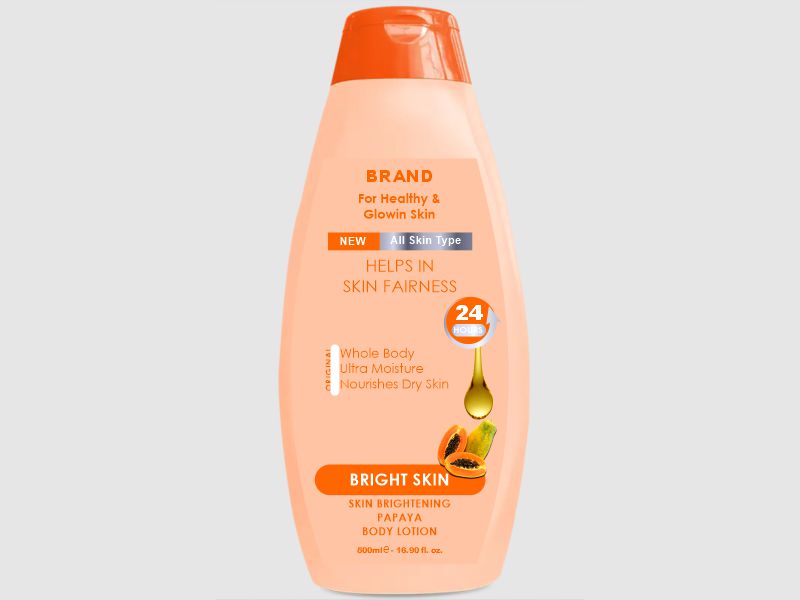 BRAND
For Healthy &
Glowin Skin
NEW All Skin Type
HELPS IN
SKIN FAIRNESS
24
HOURS
ORIGINAL
Whole Body
Ultra Moisture
Nourishes Dry Skin
BRIGHT SKIN
SKIN BRIGHTENING
PAPAYA
BODY LOTION
500ml℮ - 16.90 fl. oz.